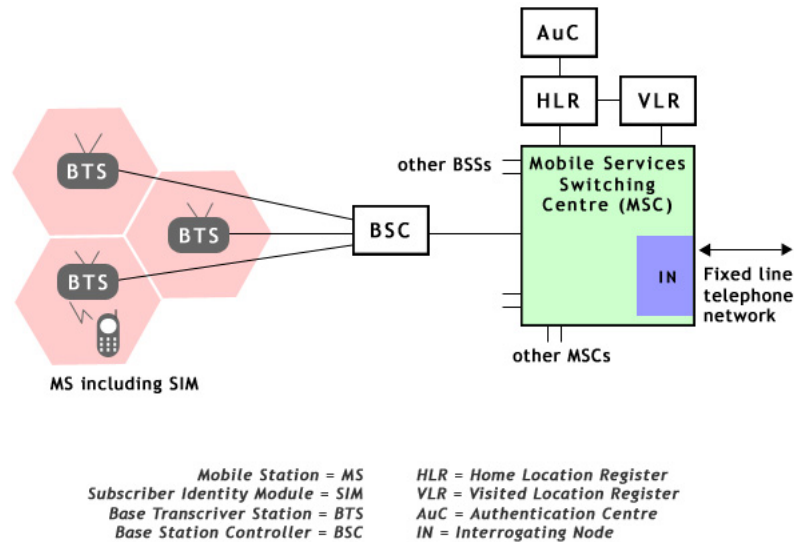 AuC
HLR
VLR
other BSSs
Mobile Services
Switching
Centre (MSC)
BTS
BTS
BSC
BTS
IN
Fixed line
telephone
network
other MSCs
MS including SIM
Mobile Station = MS
Subscriber Identity Module = SIM
Base Transcriver Station = BTS
Base Station Controller = BSC
HLR = Home Location Register
VLR = Visited Location Register
AuC = Authentication Centre
IN = Interrogating Node